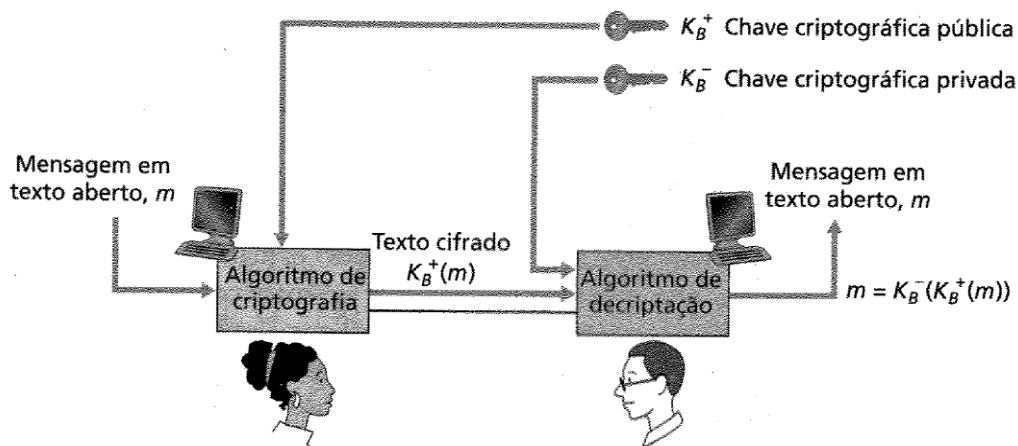 K_B^+ Chave criptográfica pública
K_B^- Chave criptográfica privada
Mensagem em
texto aberto, m
Mensagem em
texto aberto, m
Texto cifrado
K_B^+(m)
Algoritmo de
criptografia
Algoritmo de
decriptação
m = K_B^-(K_B^+(m))